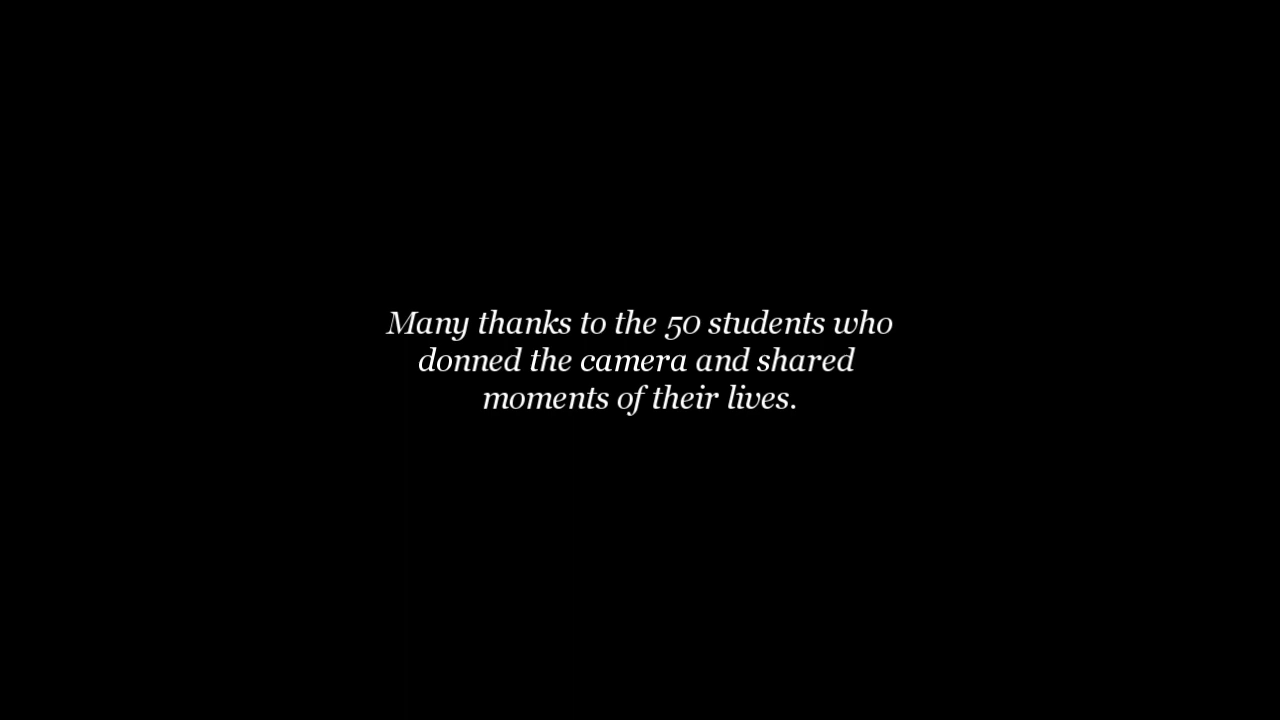 Many thanks to the 50 students who
donned the camera and shared
moments of their lives.